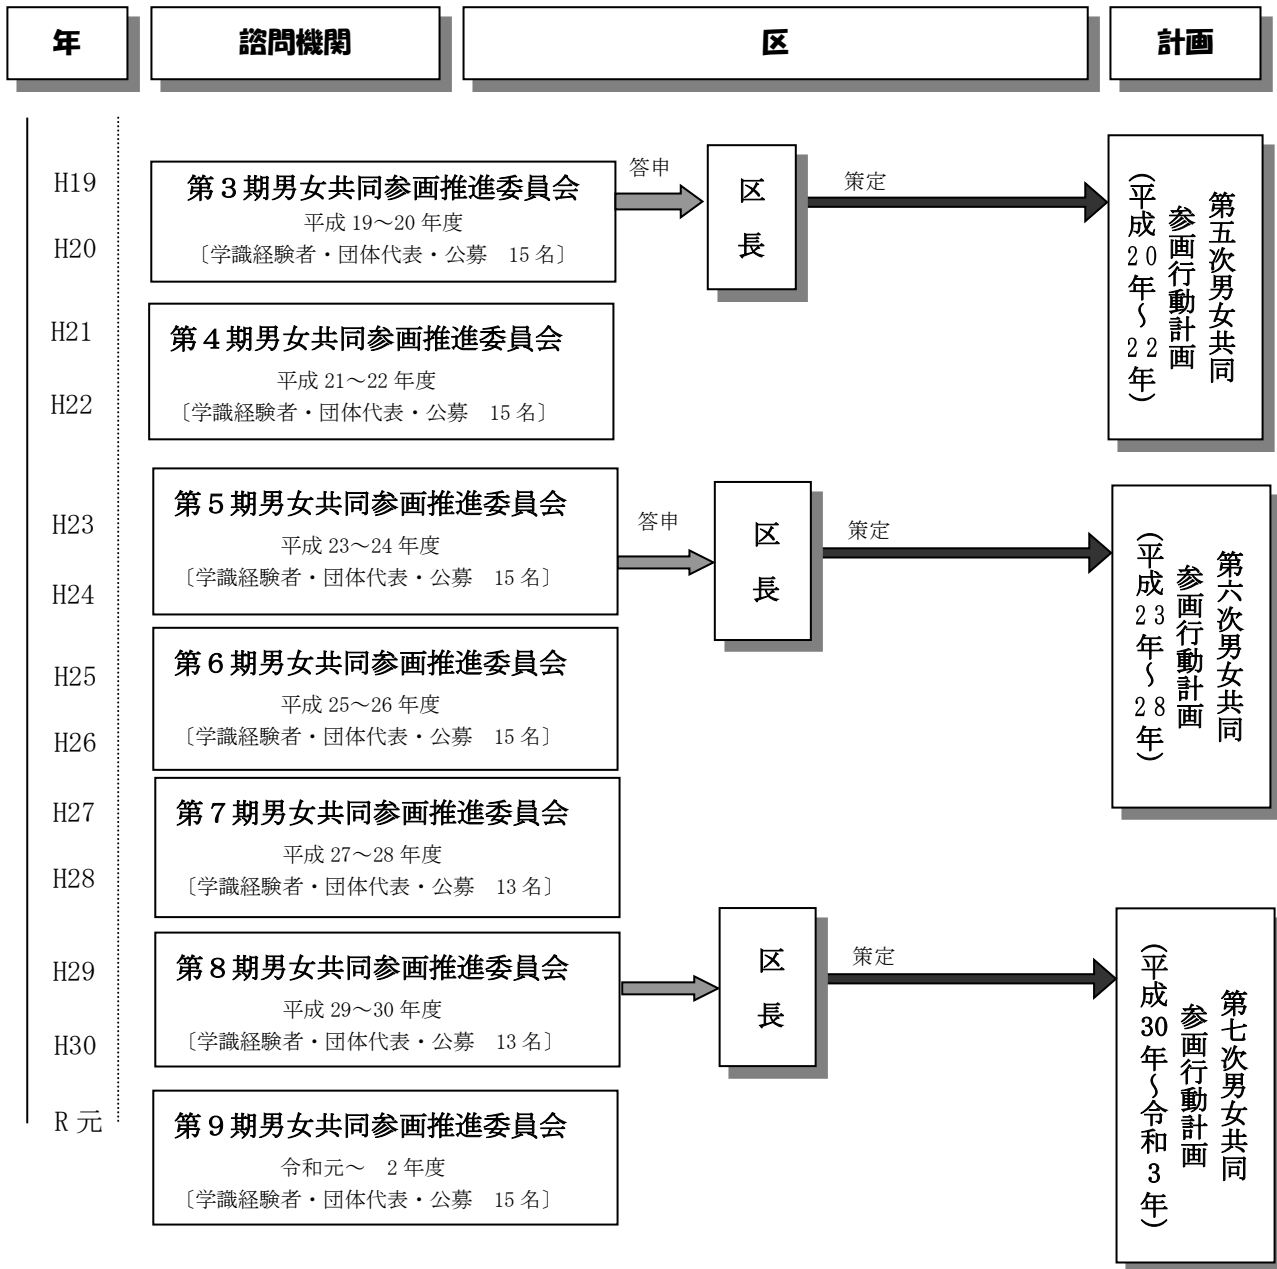 年
諮問機関
区
計画
H19
H20
第３期男女共同参画推進委員会
平成 19～20 年度
〔学識経験者・団体代表・公募　15 名〕
答申
区
長
策定
第五次男女共同
参画行動計画
（平成20年～22年）
H21
H22
第４期男女共同参画推進委員会
平成 21～22 年度
〔学識経験者・団体代表・公募　15 名〕
H23
H24
第５期男女共同参画推進委員会
平成 23～24 年度
〔学識経験者・団体代表・公募　15 名〕
答申
区
長
策定
第六次男女共同
参画行動計画
（平成23年～28年）
H25
H26
第６期男女共同参画推進委員会
平成 25～26 年度
〔学識経験者・団体代表・公募　15 名〕
H27
H28
第７期男女共同参画推進委員会
平成 27～28 年度
〔学識経験者・団体代表・公募　13 名〕
H29
H30
第８期男女共同参画推進委員会
平成 29～30 年度
〔学識経験者・団体代表・公募　13 名〕
区
長
策定
第七次男女共同
参画行動計画
（平成30年～令和3年）
R 元
第９期男女共同参画推進委員会
令和元～　2 年度
〔学識経験者・団体代表・公募　15 名〕